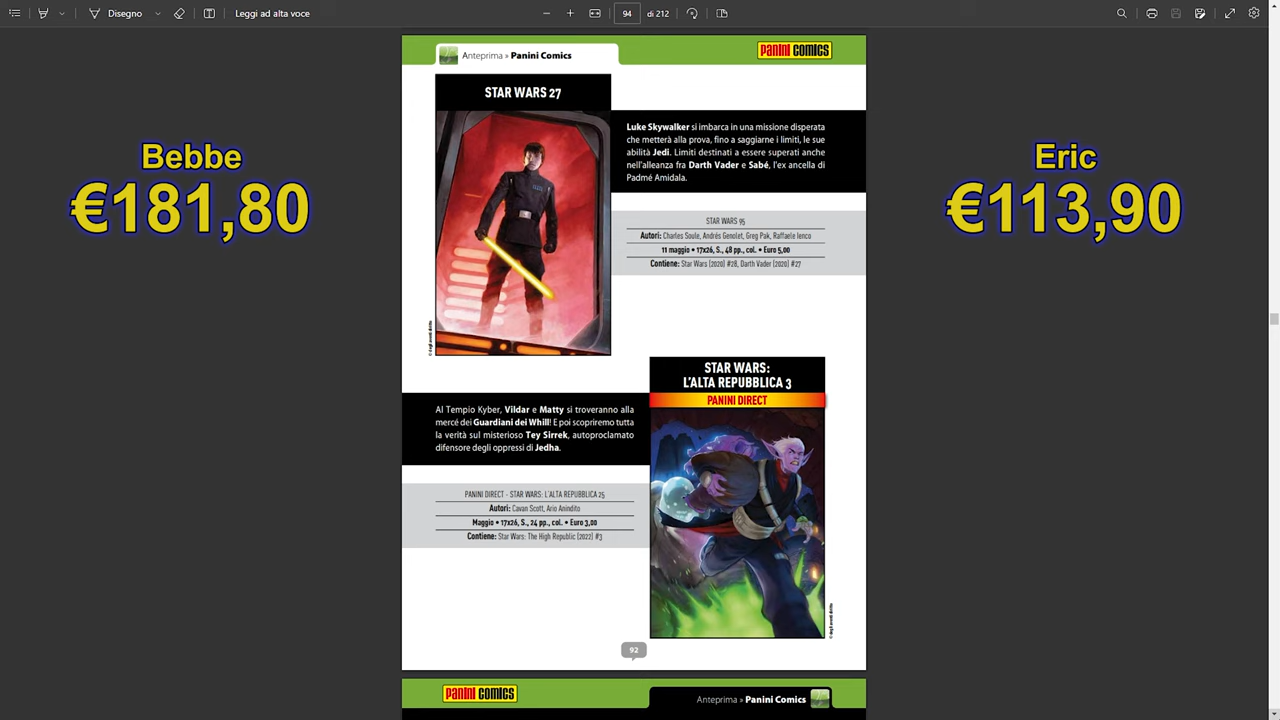 Disegno
Leggi ad alta voce
94
di 212
Anteprima » Panini Comics
PANINI COMICS
STAR WARS 27
Luke Skywalker si imbarca in una missione disperata
che metterà alla prova, fino a saggiarne i limiti, le sue
abilità Jedi. Limiti destinati a essere superati anche
nell'alleanza fra Darth Vader e Sabé, l'ex ancella di
Padmé Amidala.
Bebbe
€181,80
Eric
€113,90
STAR WARS 95
Autori: Charles Soule, Andrés Genolet, Greg Pak, Raffaele Ienco
11 maggio • 17x26, S., 48 pp., col. • Euro 5,00
Contiene: Star Wars (2020) #28, Darth Vader (2020) #27
© degli aventi diritto
STAR WARS:
L'ALTA REPUBBLICA 3
PANINI DIRECT
Al Tempio Kyber, Vildar e Matty si troveranno alla
mercé dei Guardiani dei Whill! E poi scopriremo tutta
la verità sul misterioso Tey Sirrek, autoproclamato
difensore degli oppressi di Jedha.
PANINI DIRECT - STAR WARS: L'ALTA REPUBBLICA 25
Autori: Cavan Scott, Ario Anindito
Maggio • 17x26, S., 24 pp., col. • Euro 3,00
Contiene: Star Wars: The High Republic (2022) #3
© degli aventi diritto
92
PANINI COMICS
Anteprima » Panini Comics